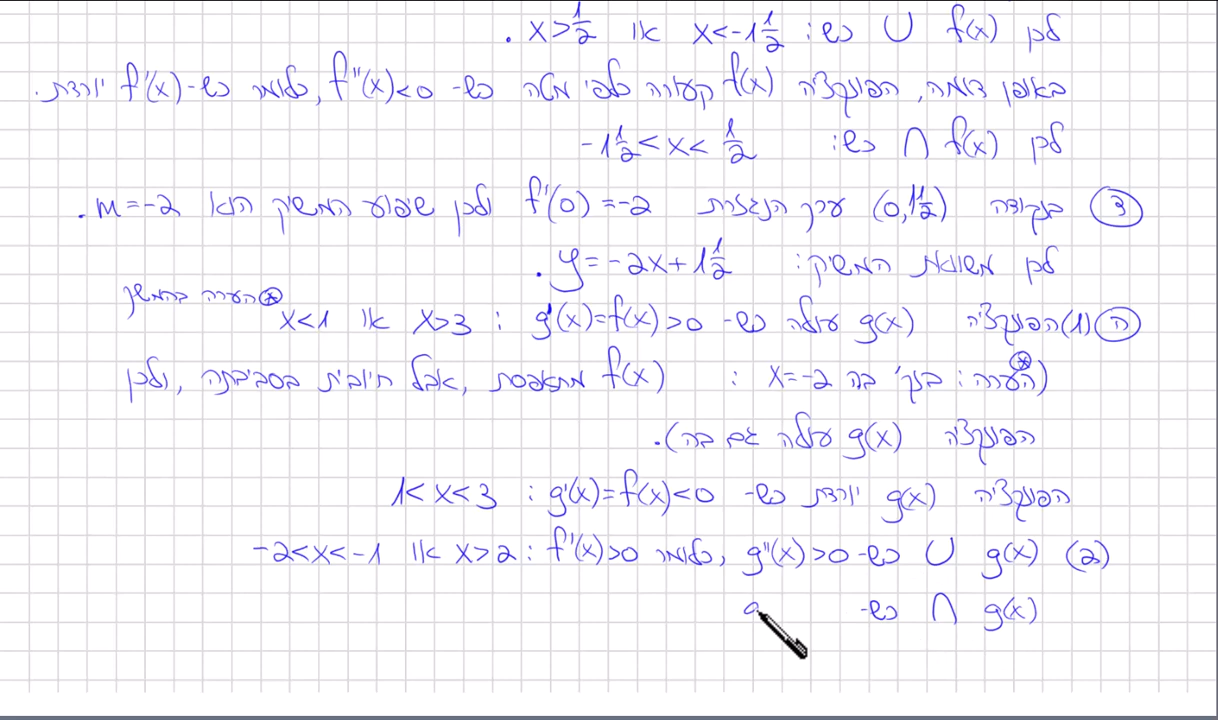 לכן f(x) ∪ כש: x<-1½ או x>½.
באופן דומה, הפונקציה f(x) קעורה כלפי מטה כש- f"(x)<0, כלומר כש-f'(x) יורדת.
לכן f(x) ∩ כש: -1½<x<½
ד בנקודה (0,1½) ערך הנגזרת f'(0)=-2 ולכן שיפוע המשיק הוא m=-2.
לכן משוואת המשיק: y=-2x+1½.
ה (1) הפונקציה g(x) עולה כש- g'(x)=f(x)>0 : x>3 או x<1 * הערה בהמשך
(הערה*: בנק' בה x=-2 : f(x) מתאפסת, אבל חיובית בסביבתה, ולכן
הפונקציה g(x) עולה גם בה).
הפונקציה g(x) יורדת כש- g'(x)=f(x)<0 : 1<x<3
(2) g(x) ∪ כש- g"(x)>0, כלומר f'(x)>0 : x>2 או -2<x<-1
g(x) ∩ כש-